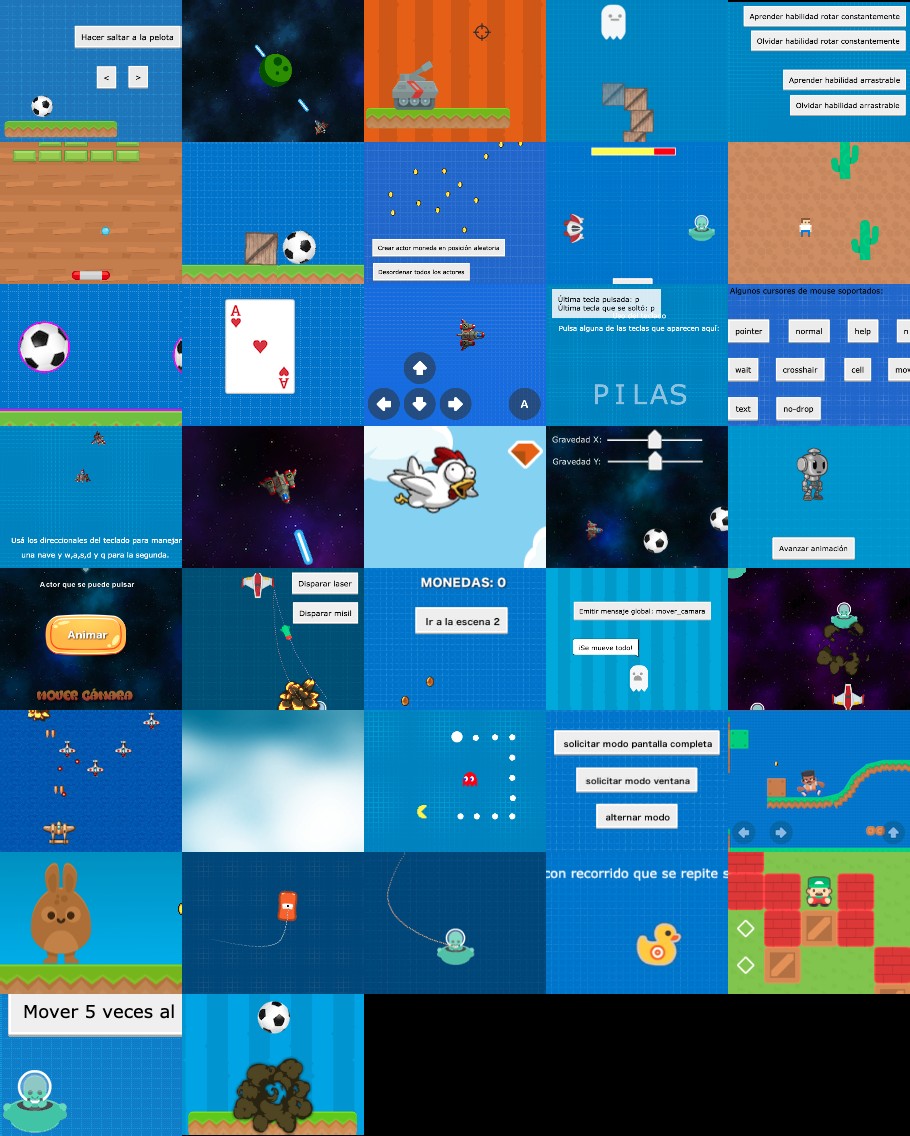 Hacer saltar a la pelota
<
>
Aprender habilidad rotar constantemente
Olvidar habilidad rotar constantemente
Aprender habilidad arrastrable
Olvidar habilidad arrastrable
Crear actor moneda en posición aleatoria
Desordenar todos los actores
A
A
A
Última tecla pulsada: p
Última tecla que se soltó: p
Pulsa alguna de las teclas que aparecen aquí:
PILAS
Algunos cursores de mouse soportados:
pointer
normal
help
n
wait
crosshair
cell
mov
text
no-drop
Usá los direccionales del teclado para manejar
una nave y w,a,s,d y q para la segunda.
Gravedad X:
Gravedad Y:
Avanzar animación
Actor que se puede pulsar
Animar
MOVER CÁMARA
Disparar laser
Disparar misil
MONEDAS: 0
Ir a la escena 2
Emitir mensaje global: mover_camara
¡Se mueve todo!
solicitar modo pantalla completa
solicitar modo ventana
alternar modo
con recorrido que se repite s
Mover 5 veces al